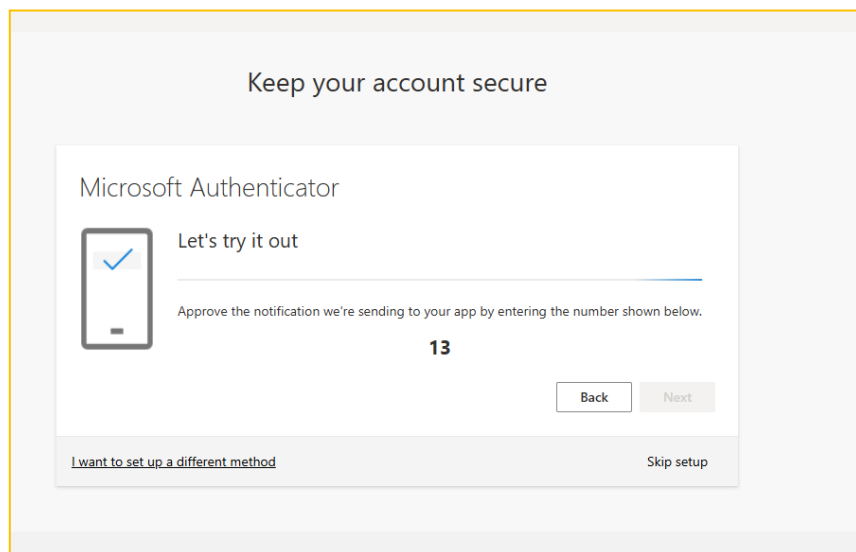 Keep your account secure
Microsoft Authenticator
Let's try it out
Approve the notification we're sending to your app by entering the number shown below.
13
Back
Next
I want to set up a different method
Skip setup